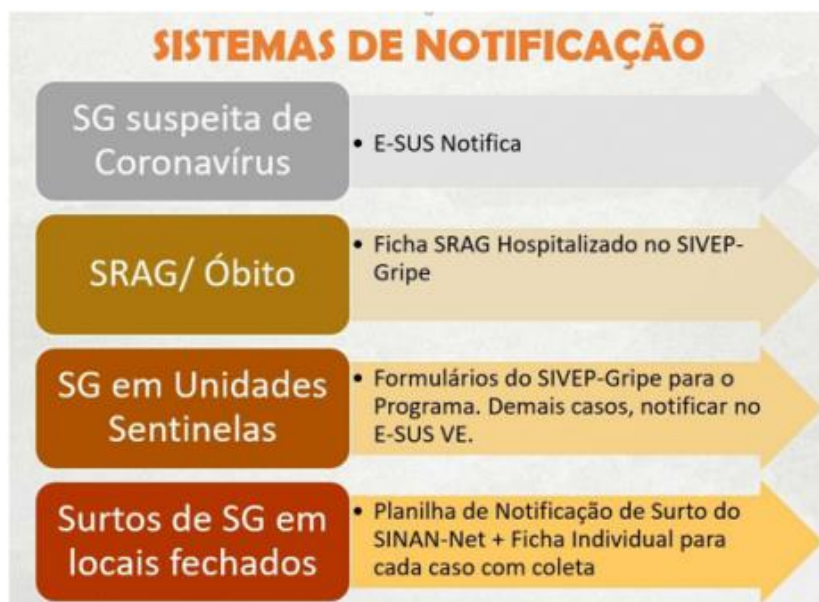 SISTEMAS DE NOTIFICAÇÃO
SG suspeita de
Coronavírus
• E-SUS Notifica
SRAG/ Óbito
• Ficha SRAG Hospitalizado no SIVEP-
Gripe
SG em Unidades
Sentinelas
• Formulários do SIVEP-Gripe para o
Programa. Demais casos, notificar no
E-SUS VE.
Surtos de SG em
locais fechados
• Planilha de Notificação de Surto do
SINAN-Net + Ficha Individual para
cada caso com coleta